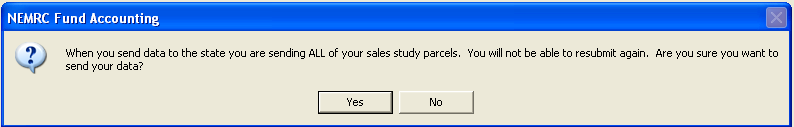 NEMRC Fund Accounting
When you send data to the state you are sending ALL of your sales study parcels.  You will not be able to resubmit again.  Are you sure you want to
send your data?
Yes
No